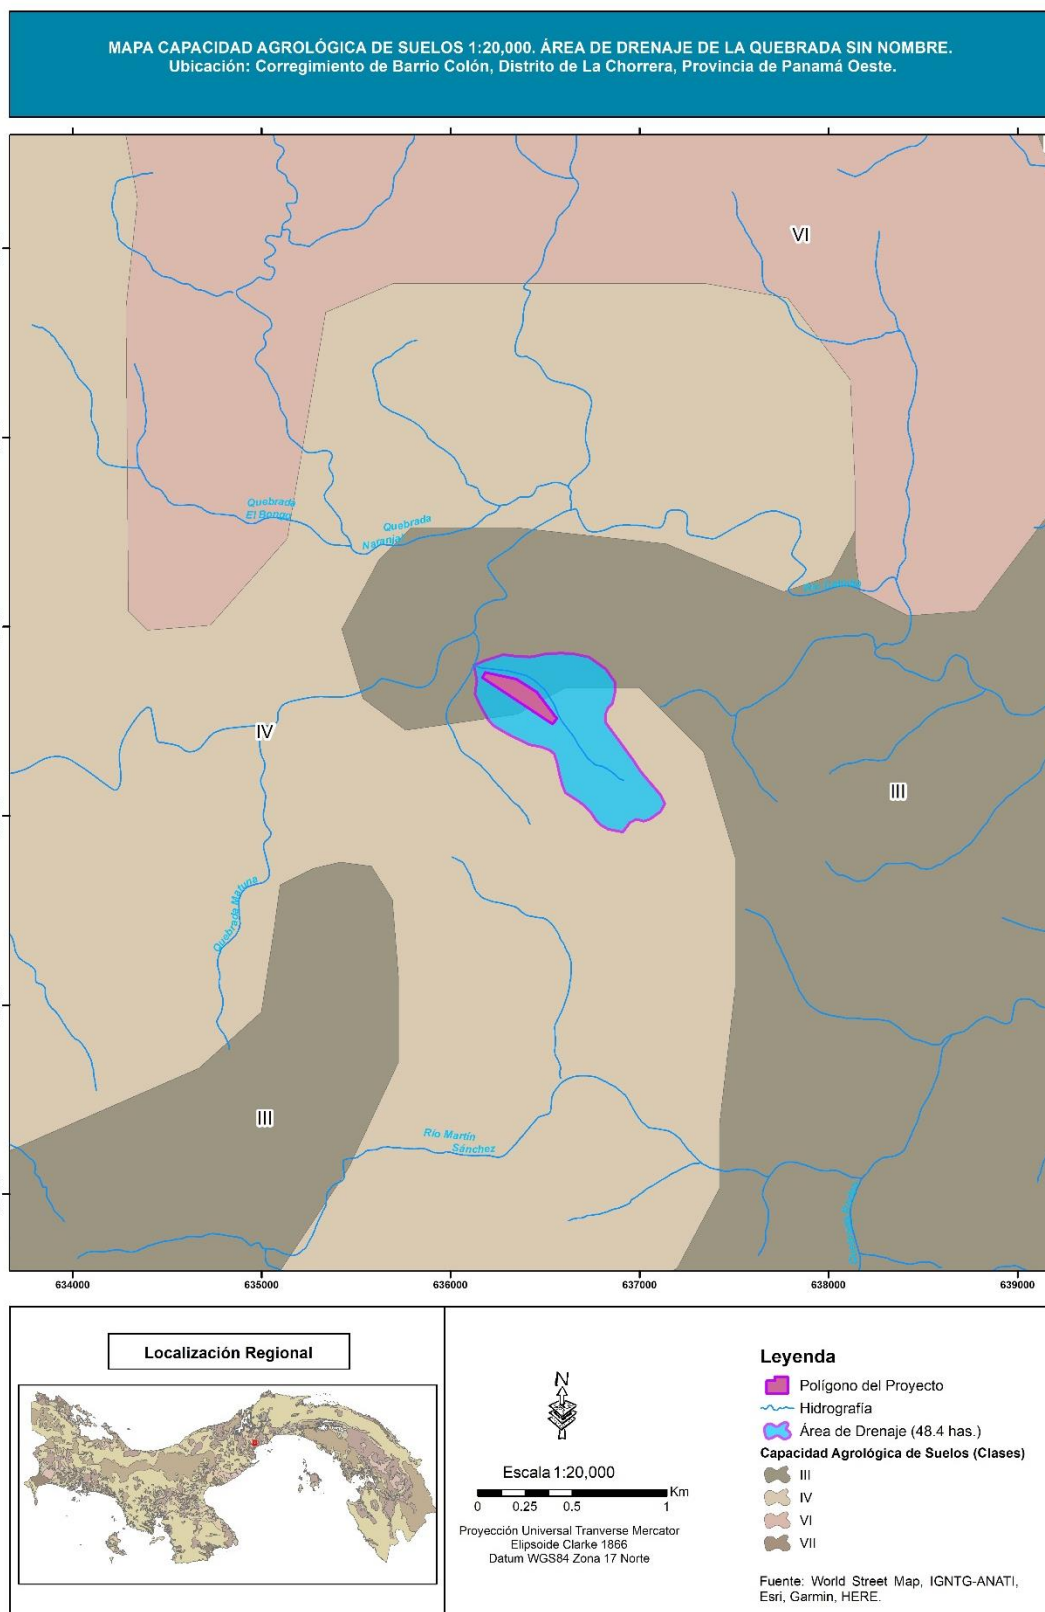 MAPA CAPACIDAD AGROLÓGICA DE SUELOS 1:20,000. ÁREA DE DRENAJE DE LA QUEBRADA SIN NOMBRE.
Ubicación: Corregimiento de Barrio Colón, Distrito de La Chorrera, Provincia de Panamá Oeste.
VI
Quebrada
El Bongo
Quebrada
Naranjal
IV
III
Quebrada Matuna
III
Río Martín
Sánchez
634000
635000
636000
637000
638000
639000
Localización Regional
N
Escala 1:20,000
Km
0
0.25
0.5
1
Proyección Universal Tranverse Mercator
Elipsoide Clarke 1866
Datum WGS84 Zona 17 Norte
Leyenda
Polígono del Proyecto
Hidrografía
Área de Drenaje (48.4 has.)
Capacidad Agrológica de Suelos (Clases)
III
IV
VI
VII
Fuente: World Street Map, IGNTG-ANATI,
Esri, Garmin, HERE.